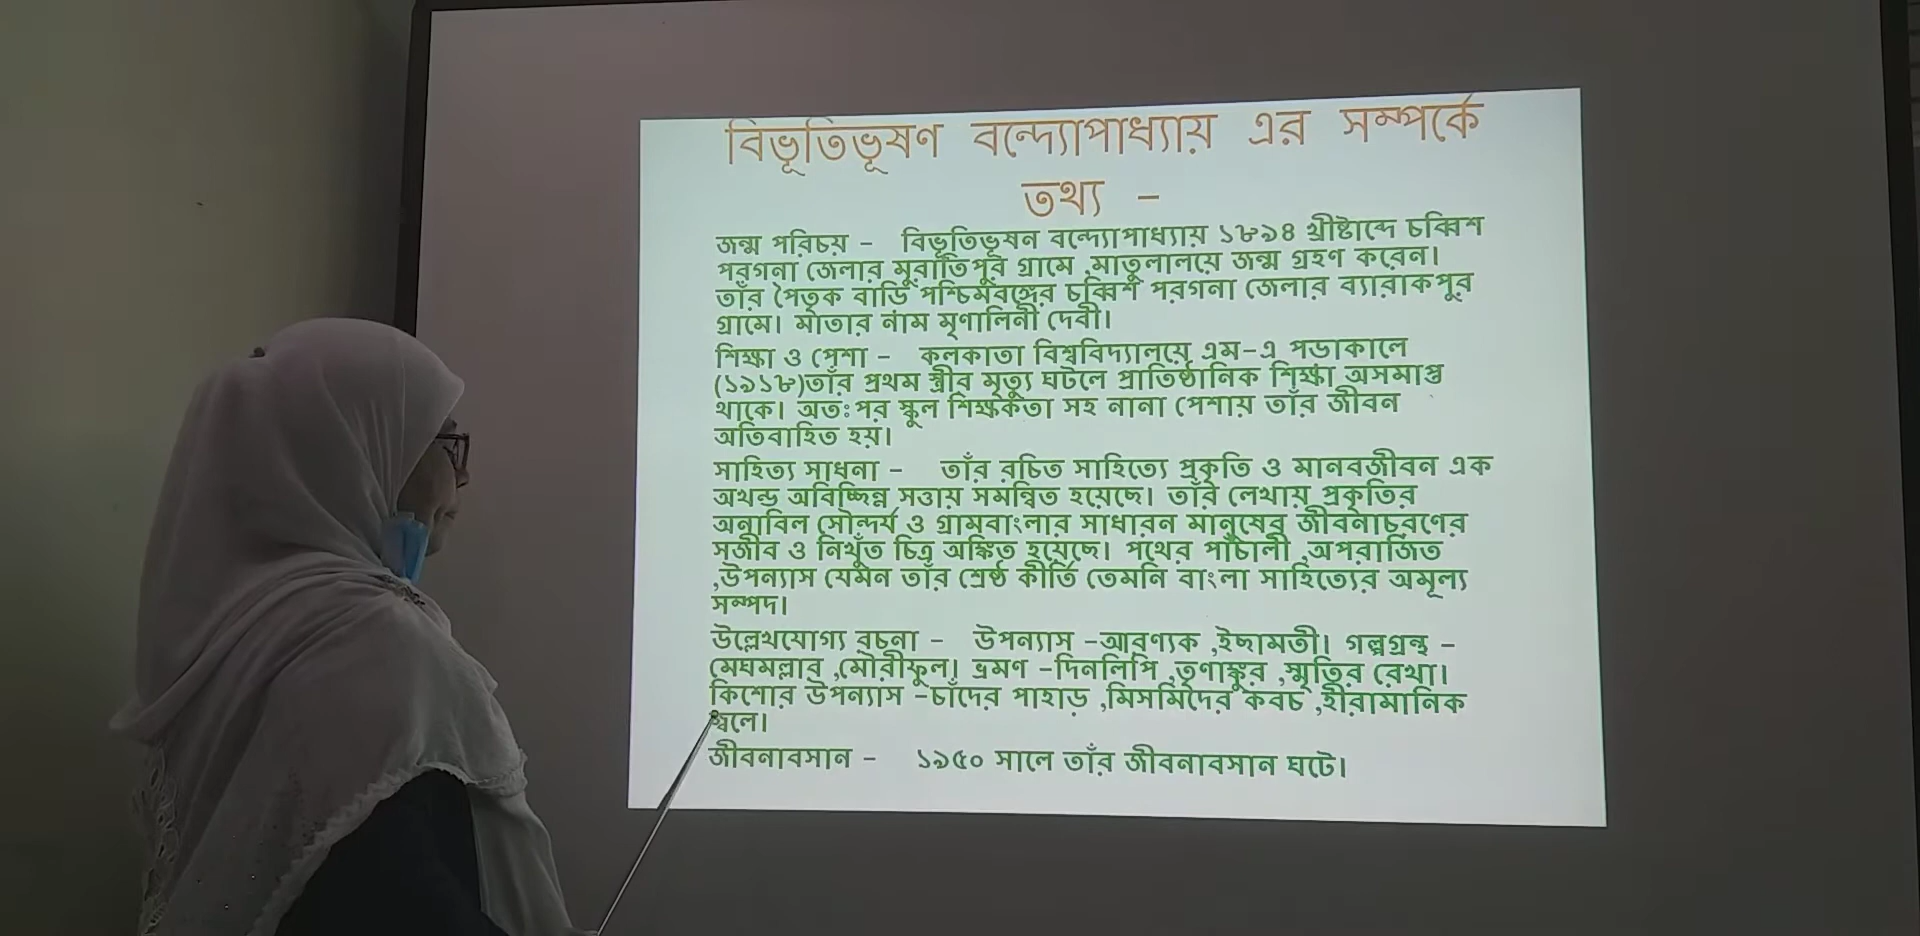 বিভূতিভূষণ বন্দ্যোপাধ্যায় এর সম্পর্কে
তথ্য -
জন্ম পরিচয় - বিভূতিভূষন বন্দ্যোপাধ্যায় ১৮৯৪ খ্রীষ্টাব্দে চব্বিশ
পরগনা জেলার মুরাতিপুর গ্রামে ,মাতুলালয়ে জন্ম গ্রহণ করেন।
তাঁর পৈতৃক বাড়ি পশ্চিমবঙ্গের চব্বিশ পরগনা জেলার ব্যারাকপুর
গ্রামে। মাতার নাম মৃণালিনী দেবী।
শিক্ষা ও পেশা - কলকাতা বিশ্ববিদ্যালয়ে এম-এ পড়াকালে
(১৯১৮)তাঁর প্রথম স্ত্রীর মৃত্যু ঘটলে প্রাতিষ্ঠানিক শিক্ষা অসমাপ্ত
থাকে। অতঃপর স্কুল শিক্ষকতা সহ নানা পেশায় তাঁর জীবন
অতিবাহিত হয়।
সাহিত্য সাধনা - তাঁর রচিত সাহিত্যে প্রকৃতি ও মানবজীবন এক
অখন্ড অবিচ্ছিন্ন সত্তায় সমন্বিত হয়েছে। তাঁর লেখায় প্রকৃতির
অনাবিল সৌন্দর্য ও গ্রামবাংলার সাধারন মানুষের জীবনাচরণের
সজীব ও নিখুঁত চিত্র অঙ্কিত হয়েছে। পথের পাঁচালী ,অপরাজিত
,উপন্যাস যেমন তাঁর শ্রেষ্ঠ কীর্তি তেমনি বাংলা সাহিত্যের অমূল্য
সম্পদ।
উল্লেখযোগ্য রচনা - উপন্যাস -আরণ্যক ,ইছামতী। গল্পগ্রন্থ -
মেঘমল্লার ,মৌরীফুল। ভ্রমণ -দিনলিপি ,তৃণাঙ্কুর ,স্মৃতির রেখা।
কিশোর উপন্যাস -চাঁদের পাহাড় ,মিসমিদের কবচ ,হীরামানিক
জ্বলে।
জীবনাবসান - ১৯৫০ সালে তাঁর জীবনাবসান ঘটে।